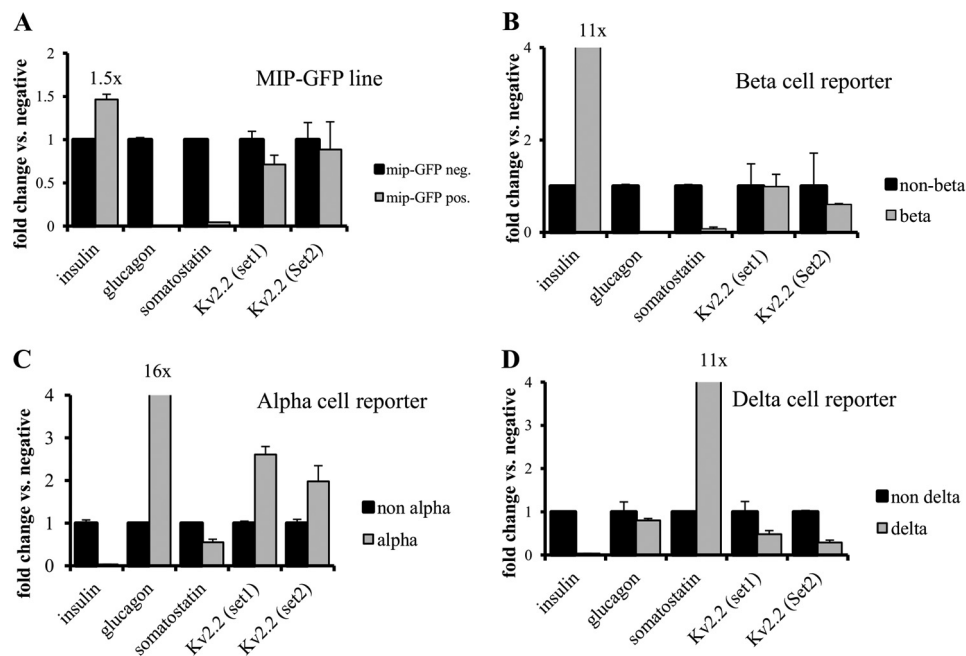 A
MIP-GFP line
fold change vs. negative
2
1.5
1
0.5
0
1.5x
mip-GFP neg.
mip-GFP pos.
insulin
glucagon
somatostatin
Kv2.2 (set1)
Kv2.2 (Set2)
B
Beta cell reporter
fold change vs. negative
4
2
0
11x
non-beta
beta
insulin
glucagon
somatostatin
Kv2.2 (set1)
Kv2.2 (Set2)
C
Alpha cell reporter
fold change vs. negative
4
3
2
1
0
16x
non alpha
alpha
insulin
glucagon
somatostatin
Kv2.2 (set1)
Kv2.2 (set2)
D
Delta cell reporter
fold change vs. negative
4
3
2
1
0
11x
non delta
delta
insulin
glucagon
somatostatin
Kv2.2 (set1)
Kv2.2 (Set2)